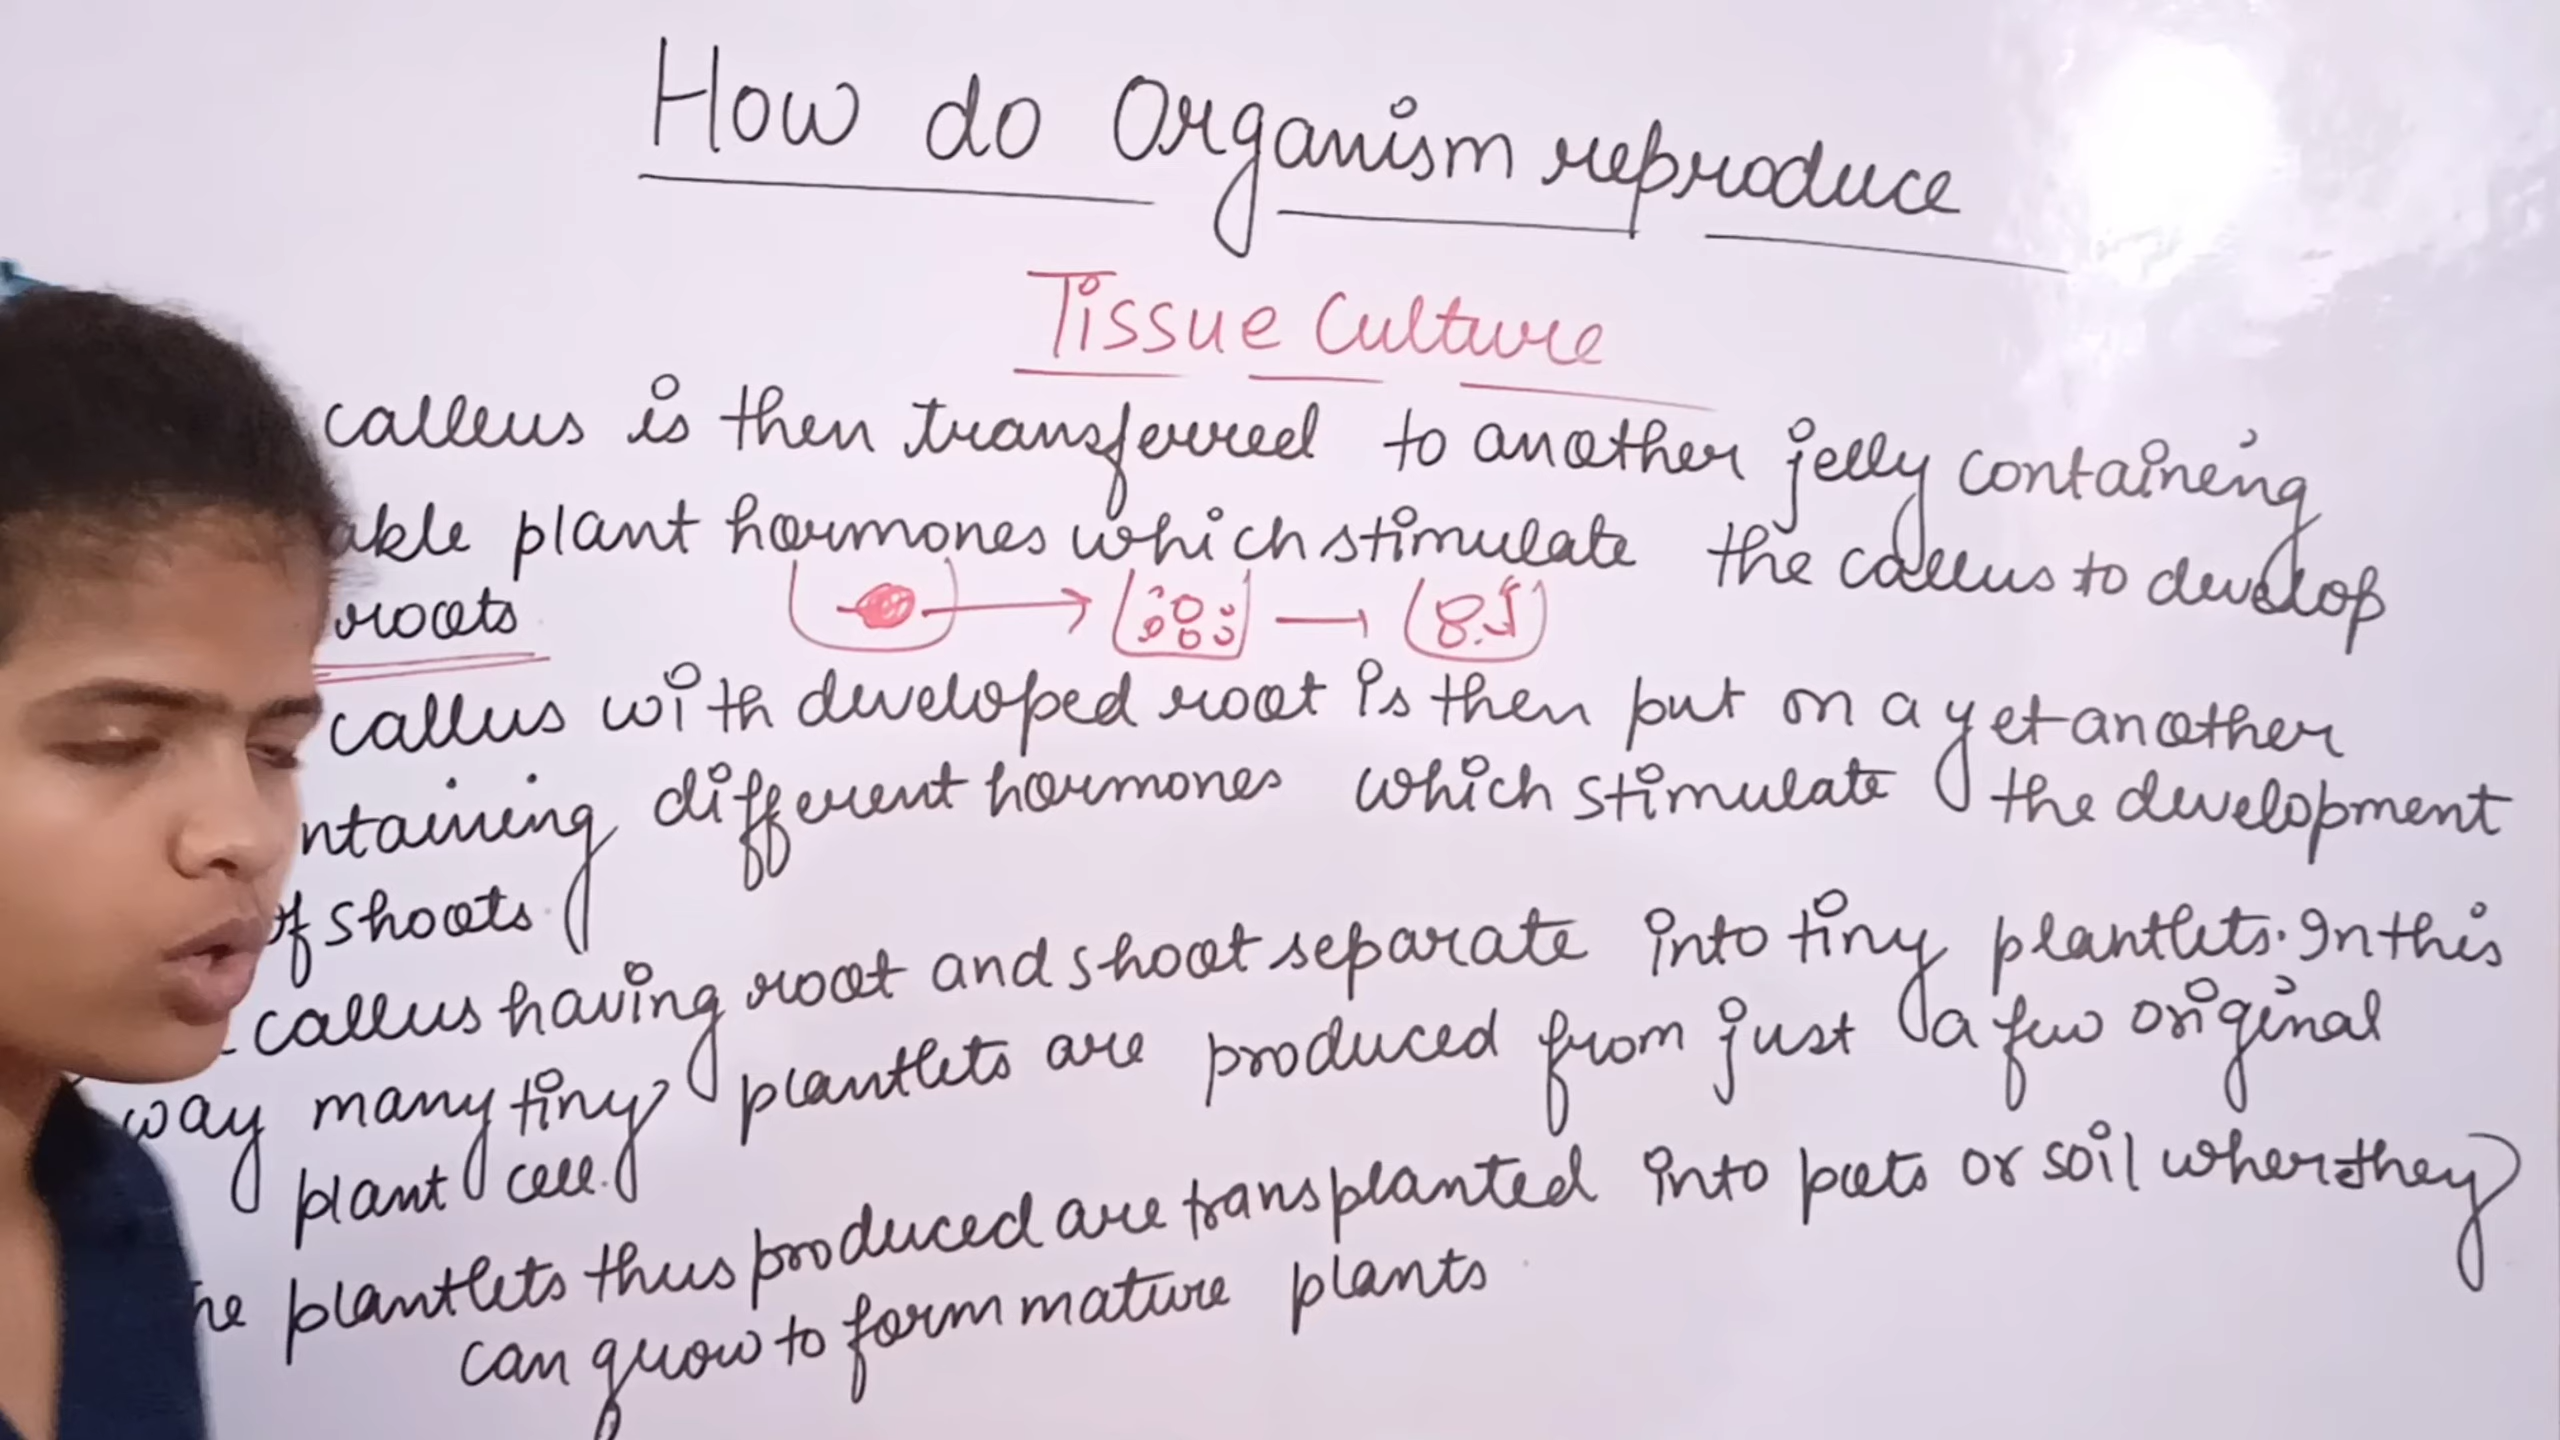 How do Organism reproduce
Tissue Culture
callus is then transferred to another jelly containing
plant hormones which stimulate the callus to develop
roots
callus with developed root is then put on a yet another
ntaining different hormones which stimulate the development
of shoots.
callus having root and shoot separate into tiny plantlets. In this
way many tiny plantlets are produced from just a few original
plant cell.
he plantlets thus produced are transplanted into pots or soil where they
can grow to form mature plants